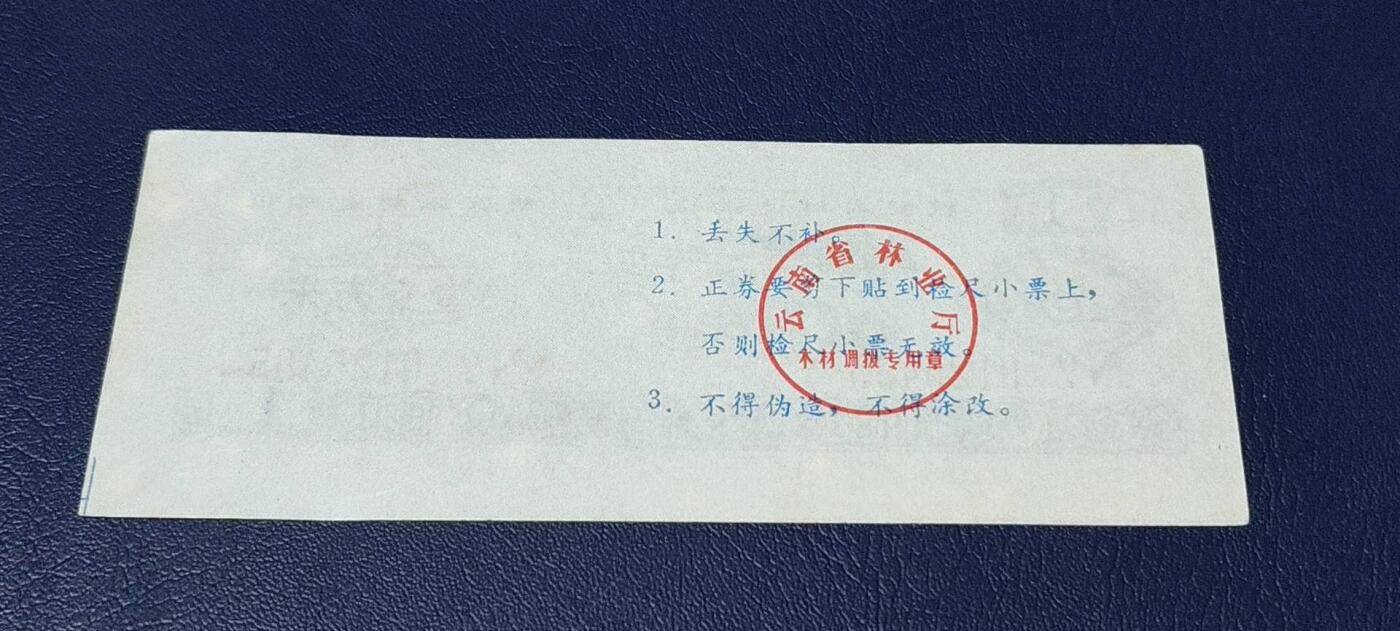 1. 丢失不补。
2. 正券要剪下贴到检尺小票上，
否则检尺小票无效。
3. 不得伪造，不得涂改。
云南省林业厅
木材调拨专用章